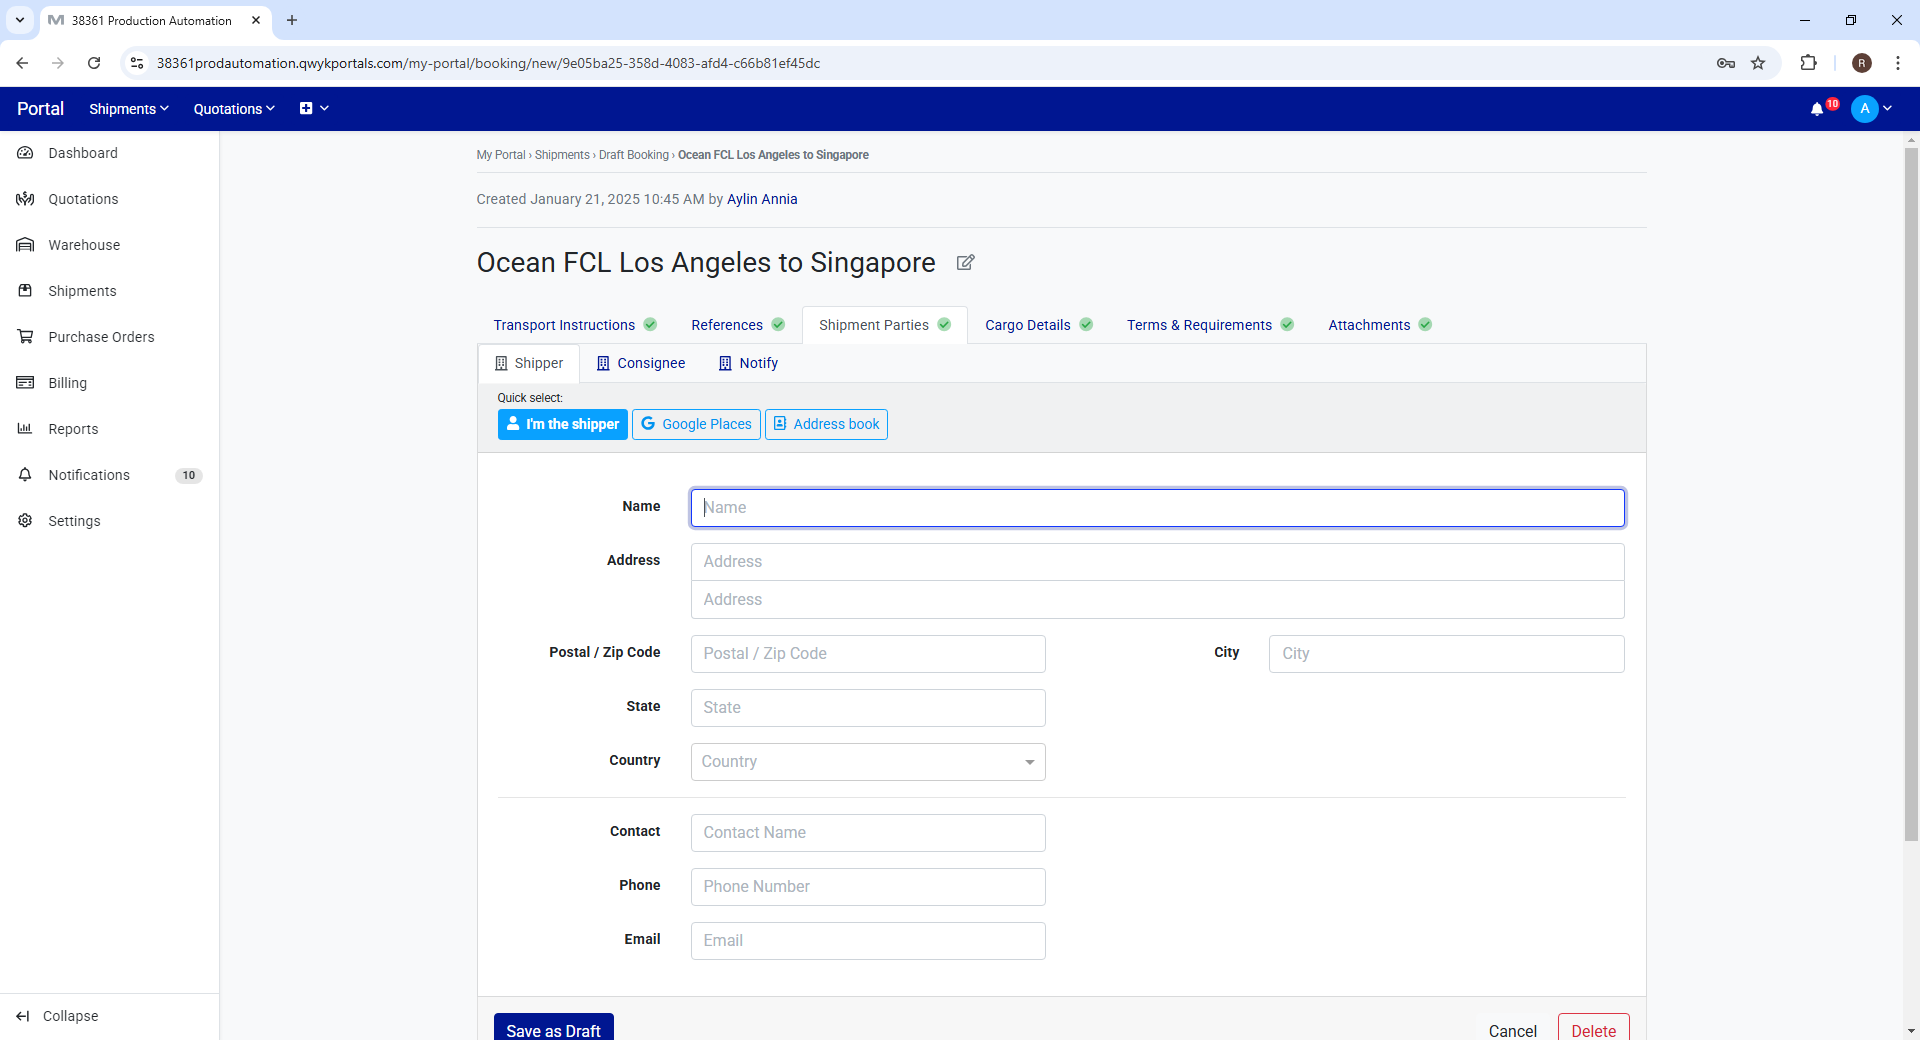 38361 Production Automation
38361prodautomation.qwykportals.com/my-portal/booking/new/9e05ba25-358d-4083-afd4-c66b81ef45dc
R
Portal
Shipments
Quotations
10
A
Dashboard
Quotations
Warehouse
Shipments
Purchase Orders
Billing
Reports
Notifications 10
Settings
Collapse
My Portal › Shipments › Draft Booking › Ocean FCL Los Angeles to Singapore
Created January 21, 2025 10:45 AM by Aylin Annia
Ocean FCL Los Angeles to Singapore
Transport Instructions References Shipment Parties Cargo Details Terms & Requirements Attachments
Shipper Consignee Notify
Quick select:
I'm the shipper Google Places Address book
Name Name
Address Address
Address
Postal / Zip Code Postal / Zip Code City City
State State
Country Country
Contact Contact Name
Phone Phone Number
Email Email
Save as Draft Cancel Delete